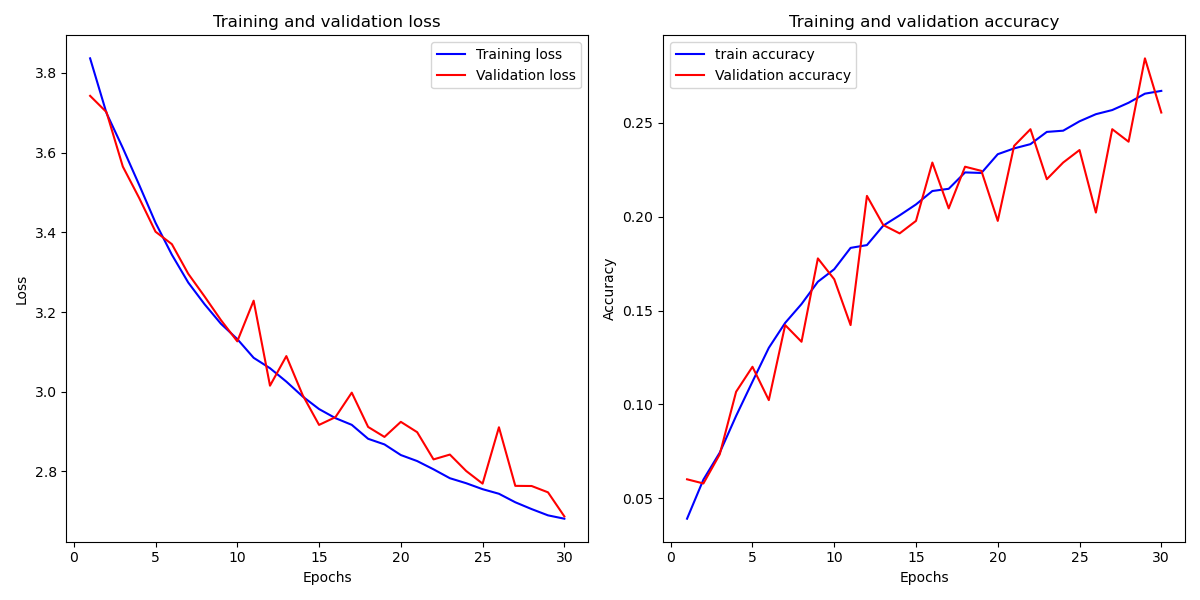 Training and validation loss
Training loss
Validation loss
3.8
3.6
3.4
3.2
3.0
2.8
Loss
0
5
10
15
20
25
30
Epochs
Training and validation accuracy
train accuracy
Validation accuracy
0.25
0.20
0.15
0.10
0.05
Accuracy
0
5
10
15
20
25
30
Epochs